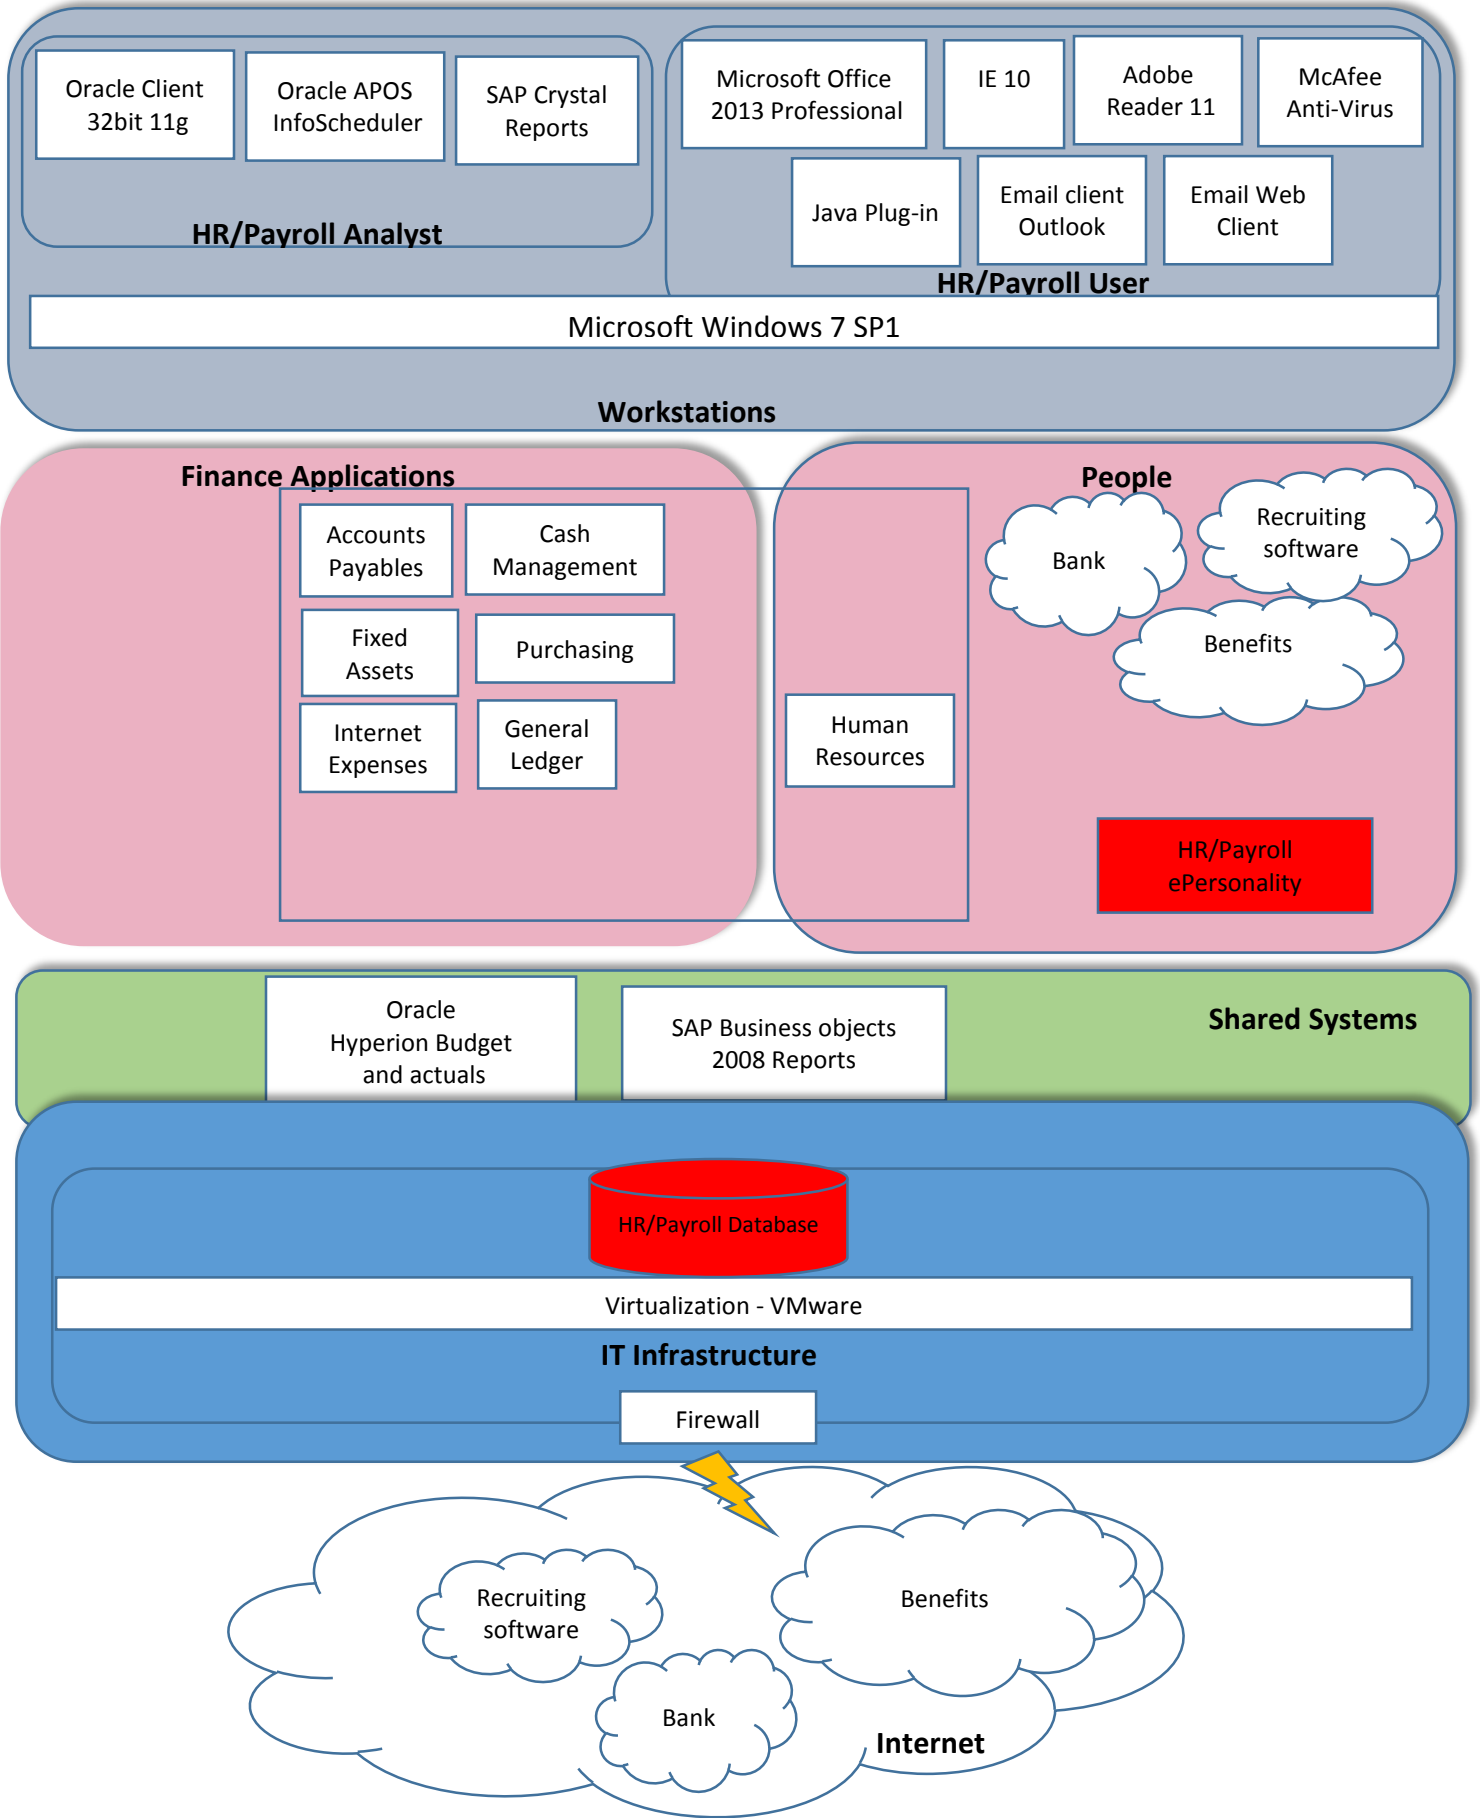 Oracle Client
32bit 11g
Oracle APOS
InfoScheduler
SAP Crystal
Reports
HR/Payroll Analyst
Microsoft Office
2013 Professional
IE 10
Adobe
Reader 11
McAfee
Anti-Virus
Java Plug-in
Email client
Outlook
Email Web
Client
HR/Payroll User
Microsoft Windows 7 SP1
Workstations
Finance Applications
Accounts
Payables
Cash
Management
Fixed
Assets
Purchasing
Internet
Expenses
General
Ledger
Human
Resources
People
Bank
Recruiting
software
Benefits
HR/Payroll
ePersonality
Shared Systems
Oracle
Hyperion Budget
and actuals
SAP Business objects
2008 Reports
HR/Payroll Database
Virtualization - VMware
IT Infrastructure
Firewall
Recruiting
software
Benefits
Bank
Internet